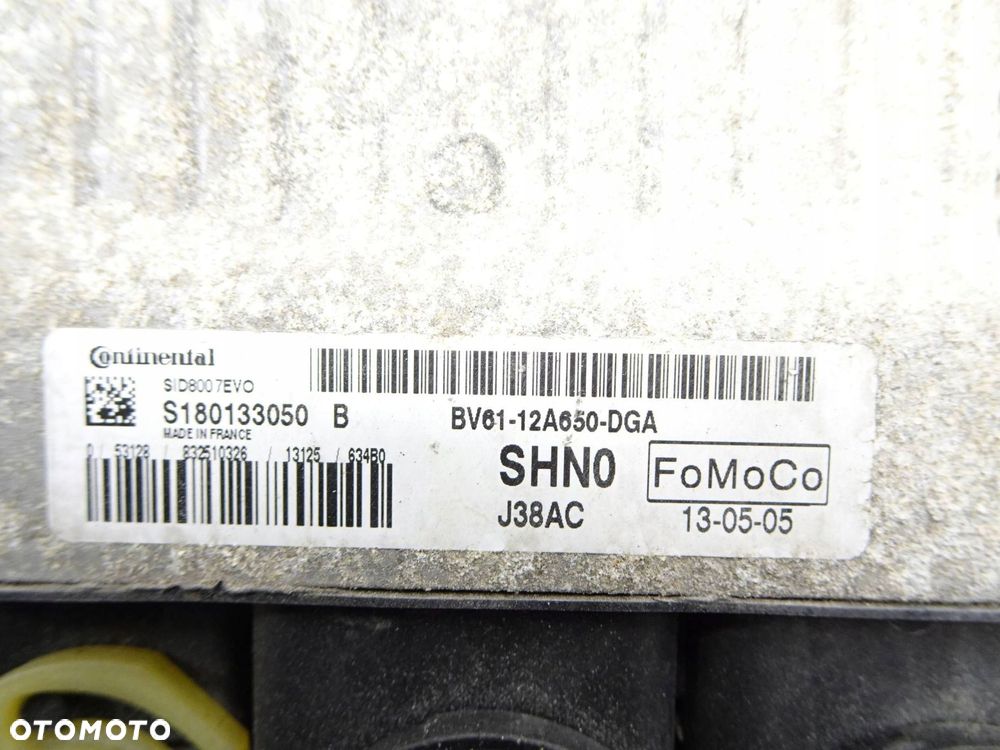 Continental
SID8007EVO
S180133050 B
BV61-12A650-DGA
MADE IN FRANCE
0 / 53128 / 832510326 / 13125 / 634B0
SHN0
FoMoCo
J38AC
13-05-05
OTOMOTO